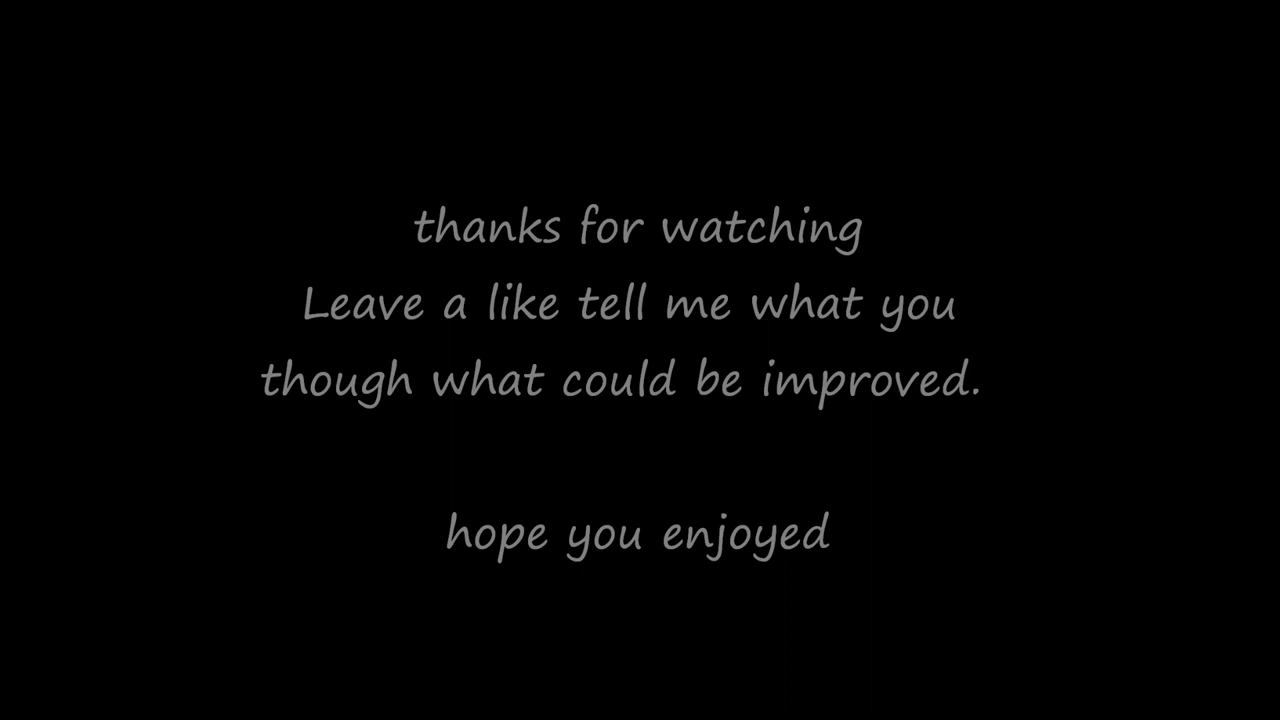 thanks for watching
Leave a like tell me what you
though what could be improved.
hope you enjoyed